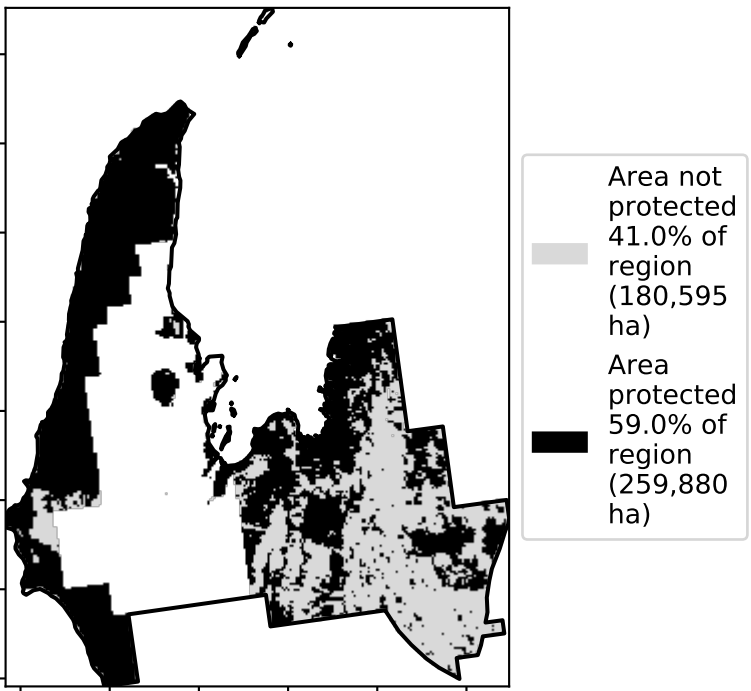 Area not
protected
41.0% of
region
(180,595
ha)
Area
protected
59.0% of
region
(259,880
ha)